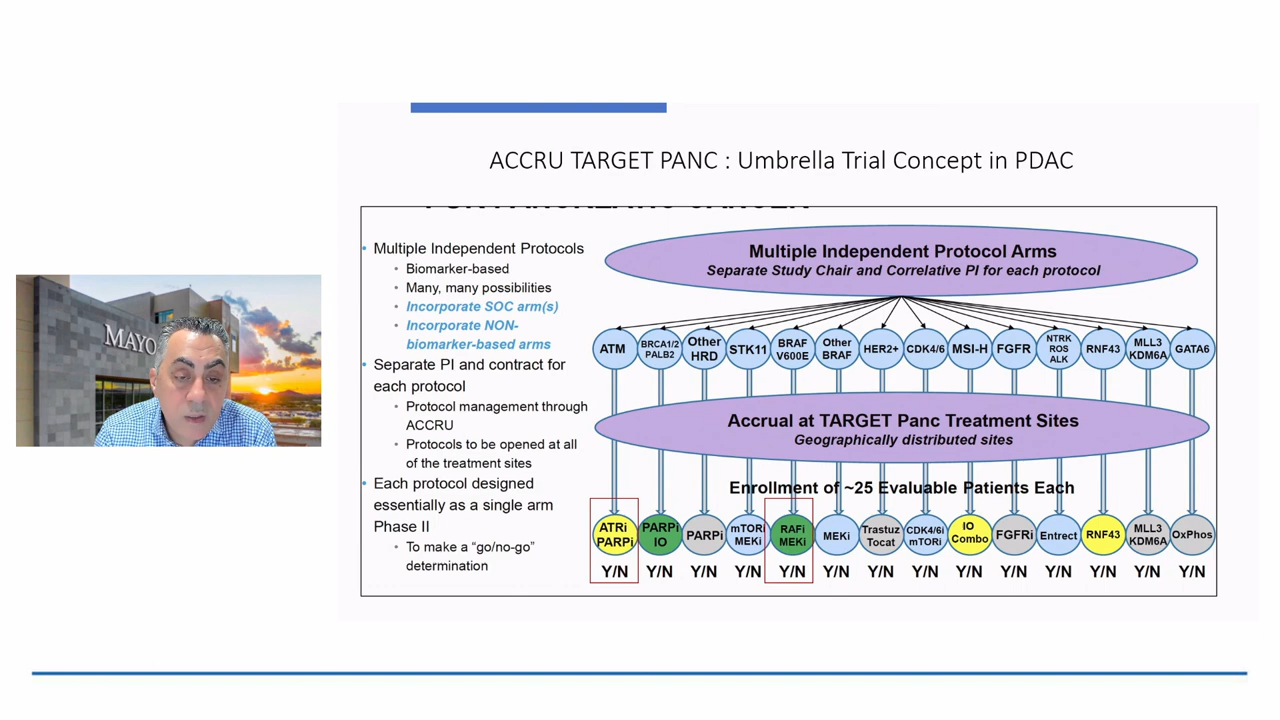 ACCRU TARGET PANC : Umbrella Trial Concept in PDAC
• Multiple Independent Protocols
• Biomarker-based
• Many, many possibilities
• Incorporate SOC arm(s)
• Incorporate NON-
biomarker-based arms
• Separate PI and contract for
each protocol
• Protocol management through
ACCRU
• Protocols to be opened at all
of the treatment sites
• Each protocol designed
essentially as a single arm
Phase II
• To make a “go/no-go”
determination
Multiple Independent Protocol Arms
Separate Study Chair and Correlative PI for each protocol
ATM
BRCA1/2
PALB2
Other
HRD
STK11
BRAF
V600E
Other
BRAF
HER2+
CDK4/6
MSI-H
FGFR
NTRK
ROS
ALK
RNF43
MLL3
KDM6A
GATA6
Accrual at TARGET Panc Treatment Sites
Geographically distributed sites
Enrollment of ~25 Evaluable Patients Each
ATRi
PARPi
PARPi
IO
PARPi
mTORi
MEKi
RAFi
MEKi
MEKi
Trastuz
Tocat
CDK4/6i
mTORi
IO
Combo
FGFRi
Entrect
RNF43
MLL3
KDM6A
OxPhos
Y/N Y/N Y/N Y/N Y/N Y/N Y/N Y/N Y/N Y/N Y/N Y/N Y/N Y/N
MAYO